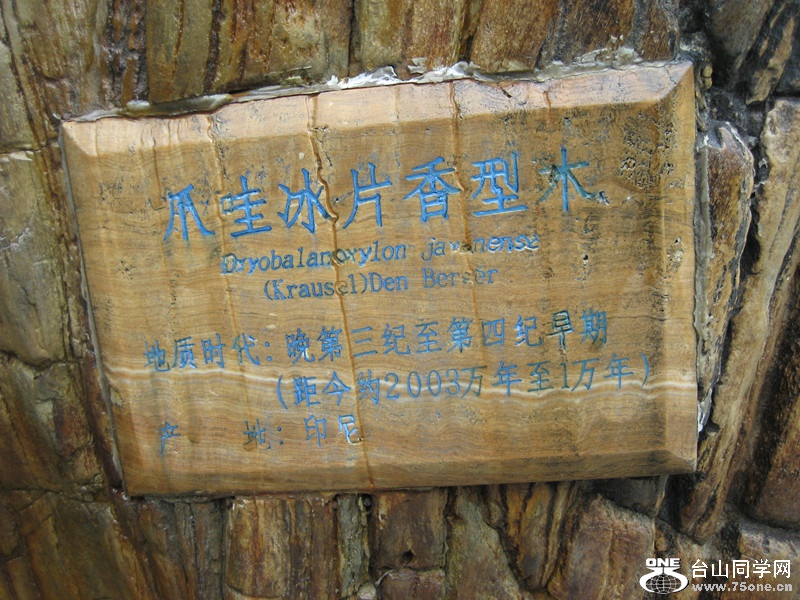 爪哇冰片香型木
Dryobalanoxylon javanense
(Krausel)Den Berger
地质时代：晚第三纪至第四纪早期
（距今约2003万年至1万年）
产　　地：印尼
ONE
台山同学网
www.75one.cn